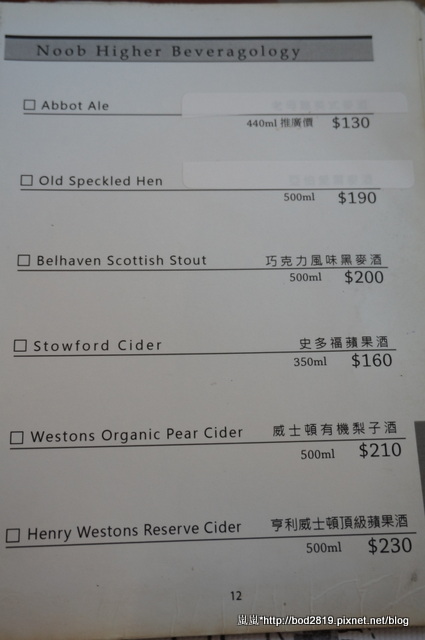 Noob Higher Beveragology
□ Abbot Ale
440ml 推廣價 $130
□ Old Speckled Hen
500ml $190
□ Belhaven Scottish Stout 巧克力風味黑麥酒
500ml $200
□ Stowford Cider 史多福蘋果酒
350ml $160
□ Westons Organic Pear Cider 威士頓有機梨子酒
500ml $210
□ Henry Westons Reserve Cider 亨利威士頓頂級蘋果酒
500ml $230
12
嵐嵐*http://bod2819.pixnet.net/blog